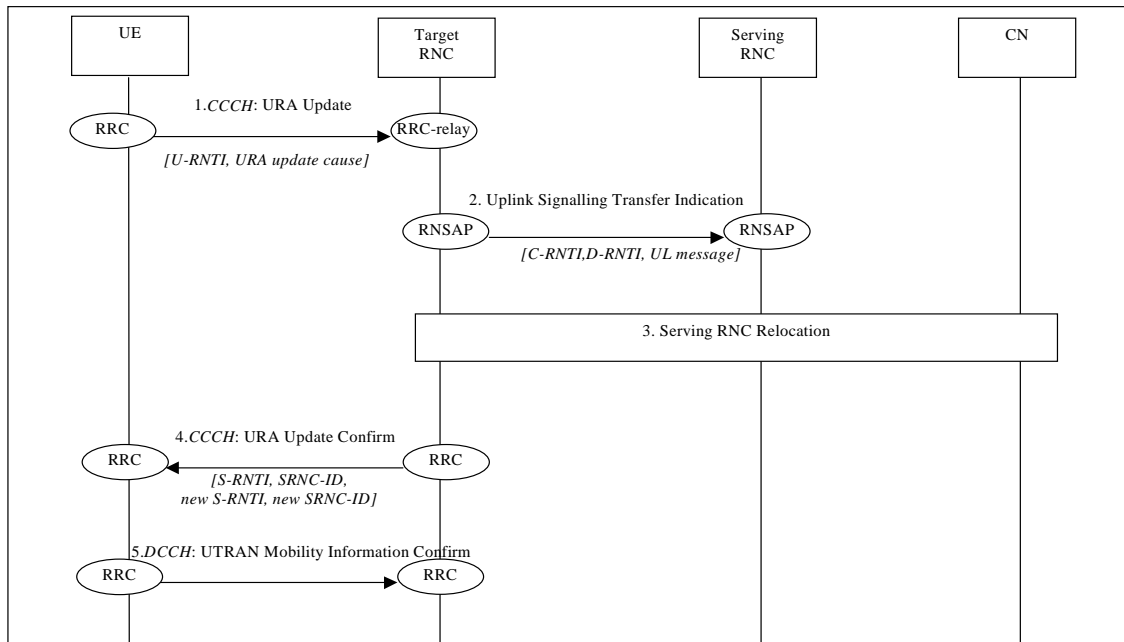 UE
Target
RNC
Serving
RNC
CN
1.CCCH: URA Update
RRC
RRC-relay
[U-RNTI, URA update cause]
2. Uplink Signalling Transfer Indication
RNSAP
RNSAP
[C-RNTI,D-RNTI, UL message]
3. Serving RNC Relocation
4.CCCH: URA Update Confirm
RRC
RRC
[S-RNTI, SRNC-ID,
new S-RNTI, new SRNC-ID]
5.DCCH: UTRAN Mobility Information Confirm
RRC
RRC